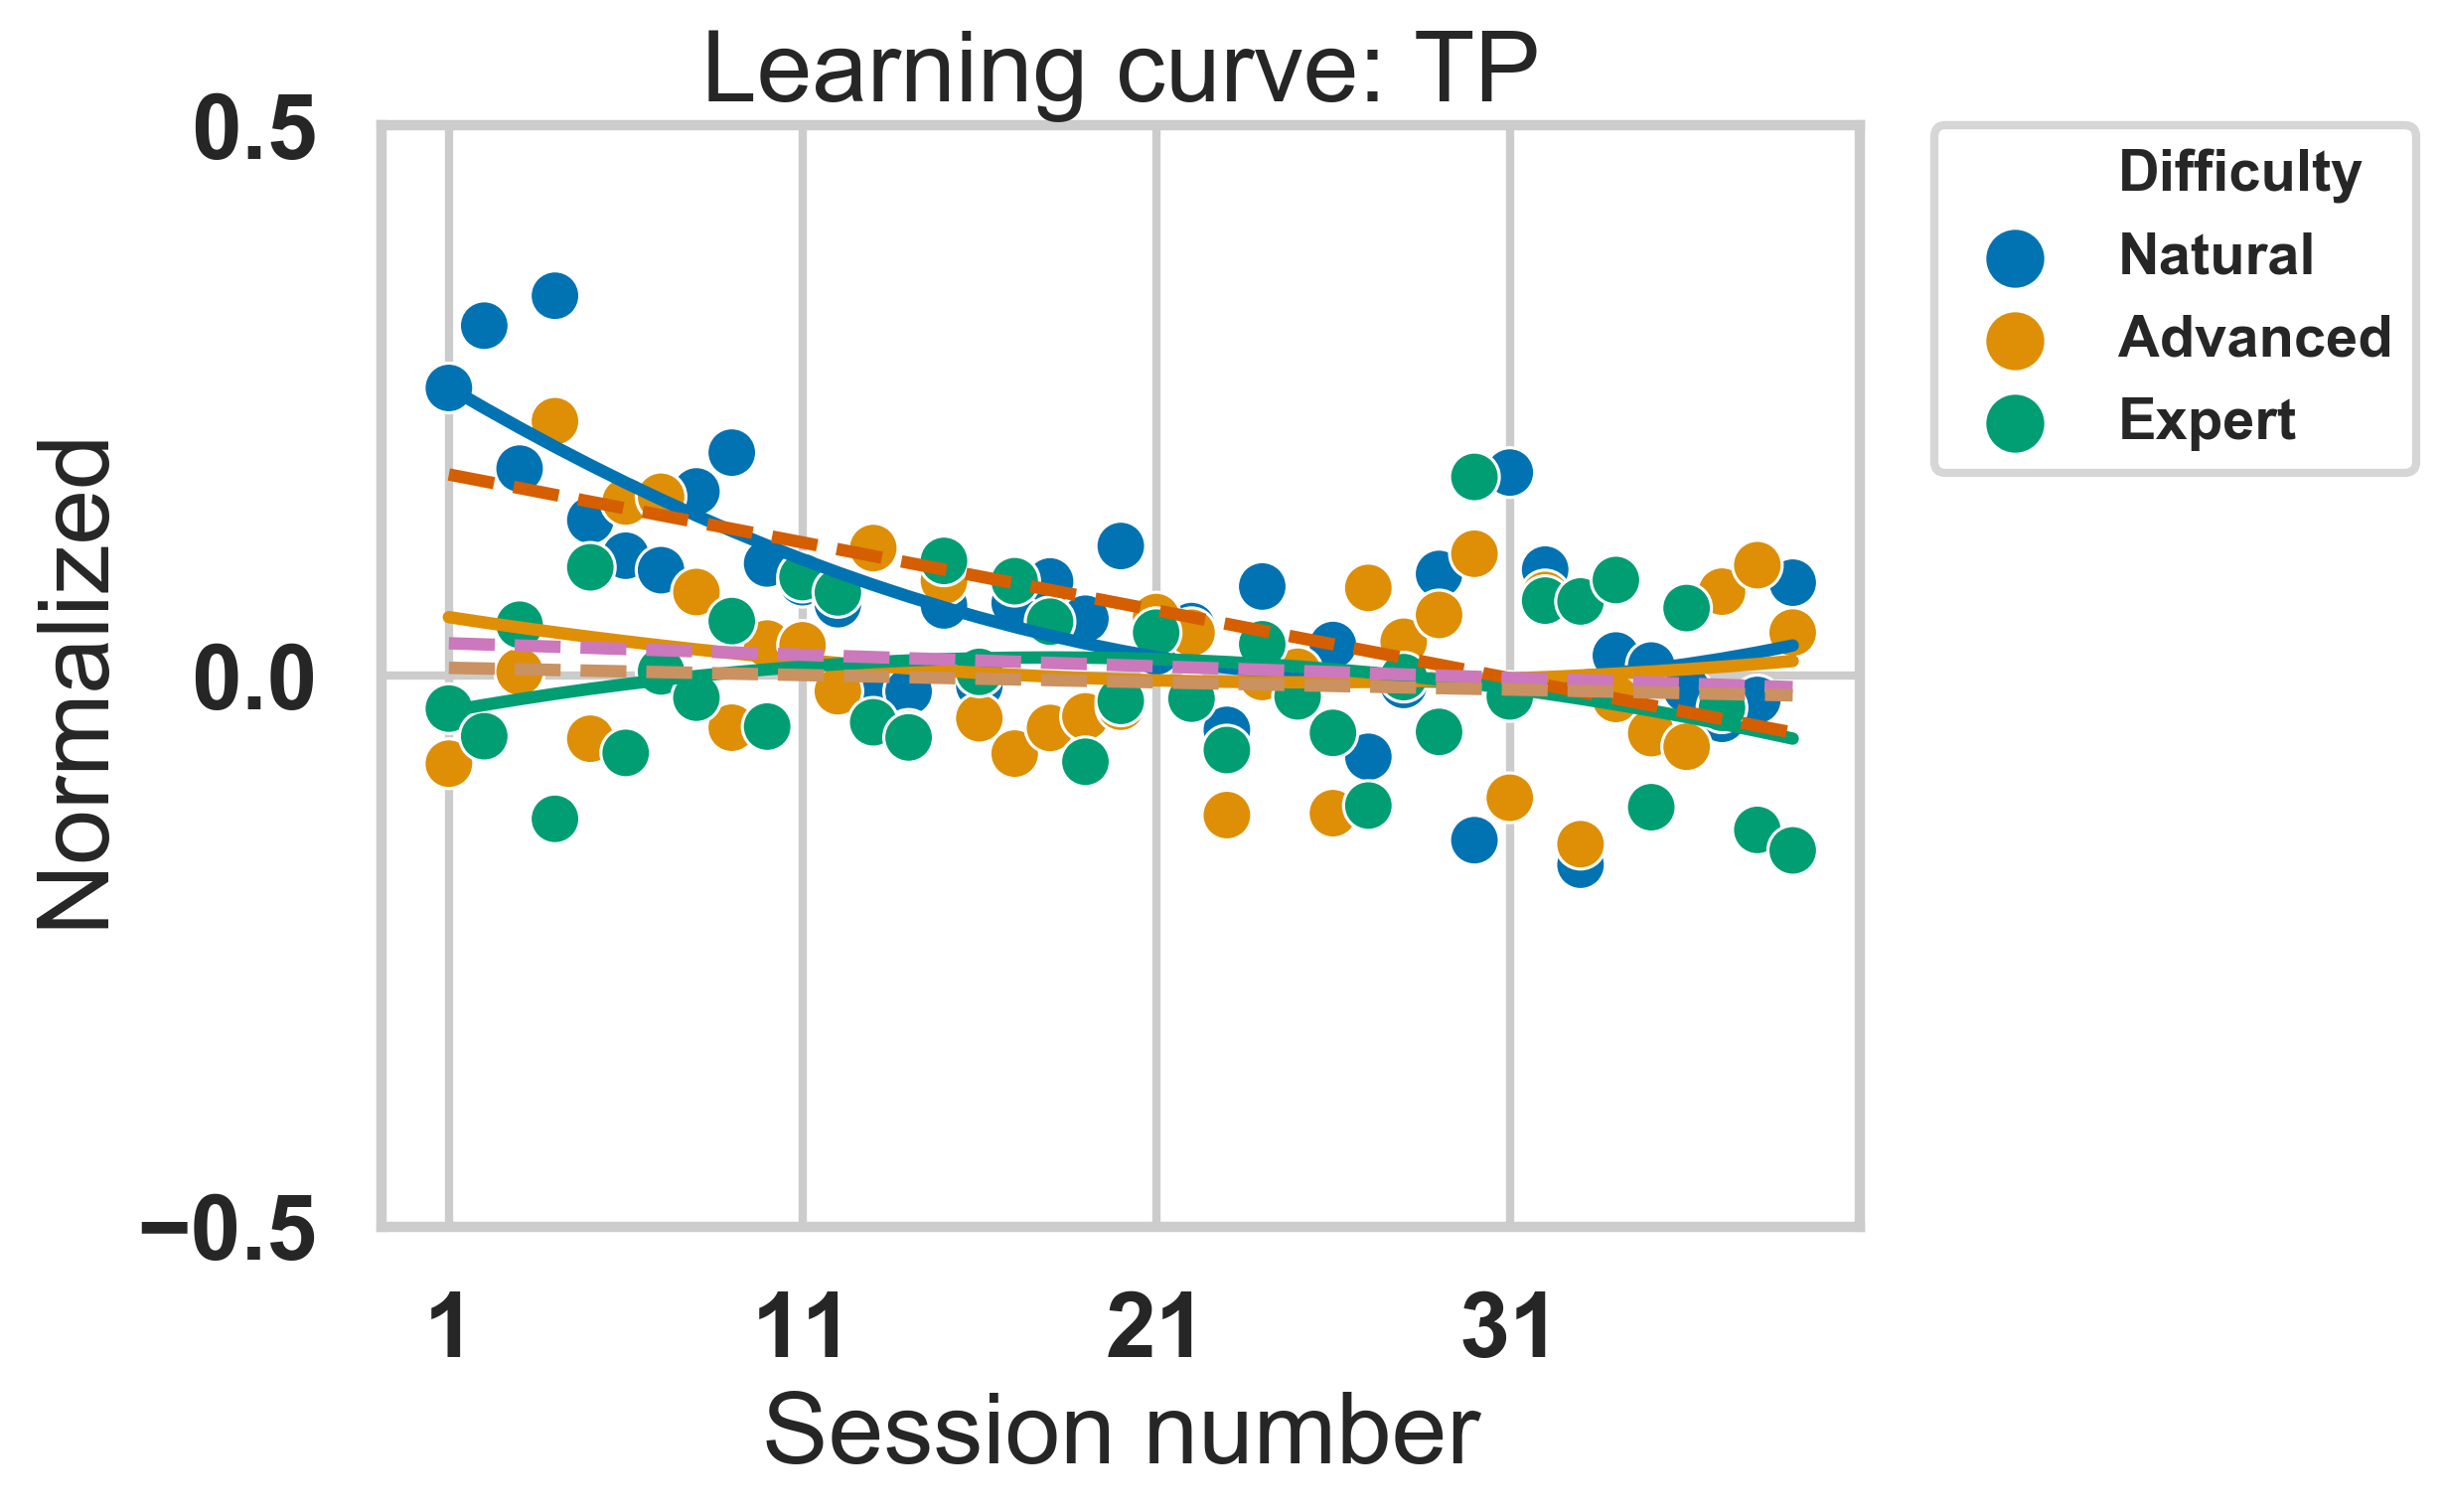 Learning curve: TP
0.5
0.0
−0.5
Normalized
1 11 21 31
Session number
Difficulty
Natural
Advanced
Expert